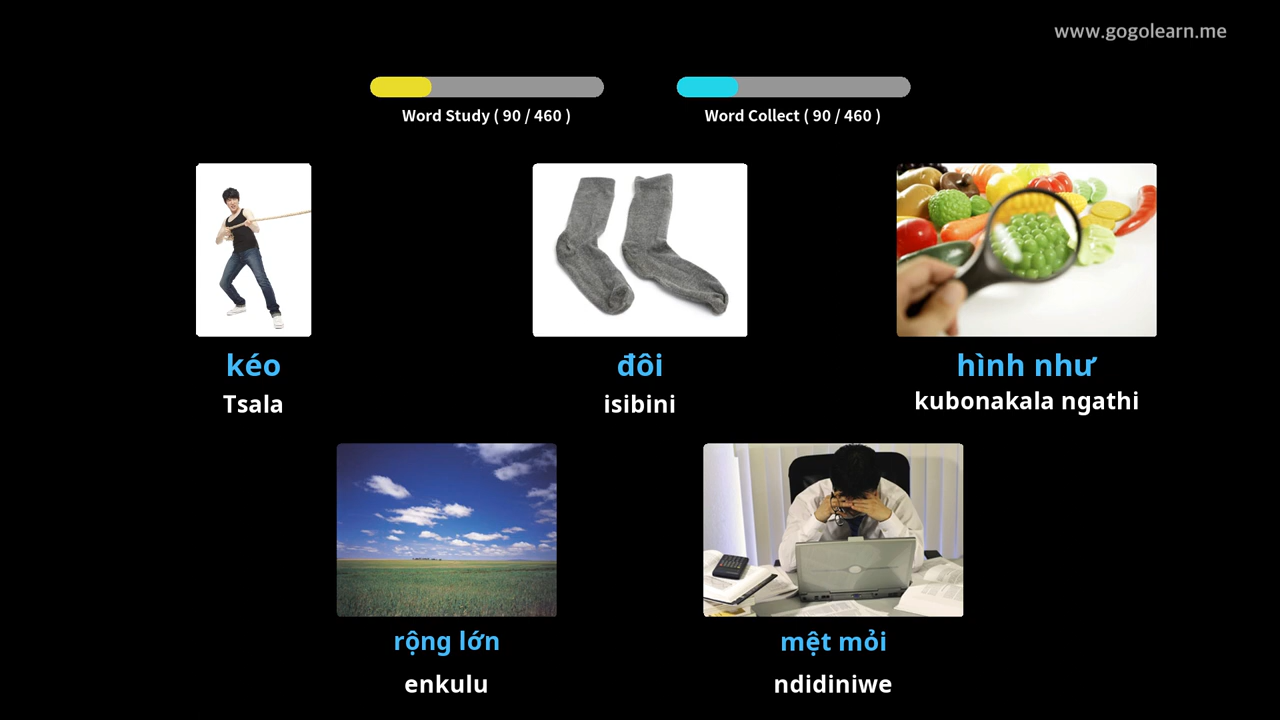 www.gogolearn.me
Word Study ( 90 / 460 )
Word Collect ( 90 / 460 )
kéo
Tsala
đôi
isibini
hình như
kubonakala ngathi
rộng lớn
enkulu
mệt mỏi
ndidiniwe